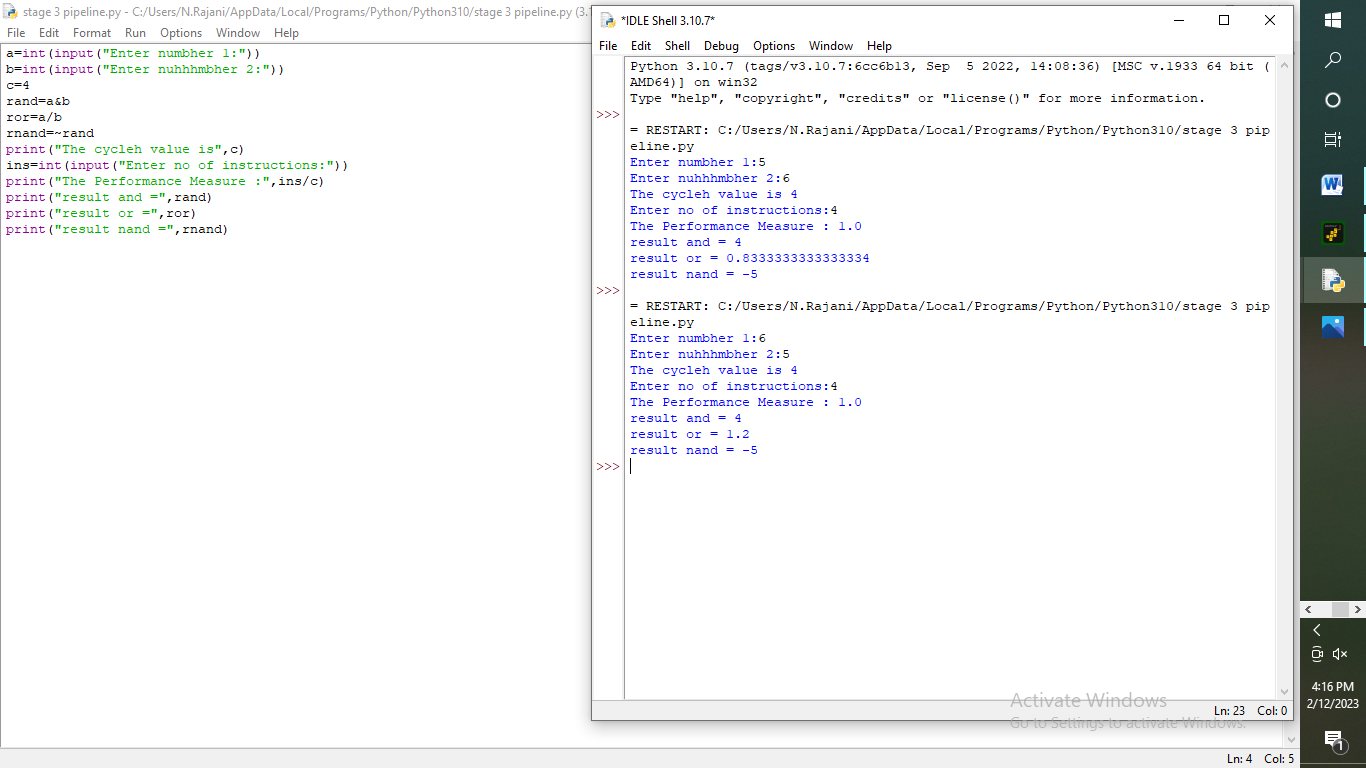 stage 3 pipeline.py - C:/Users/N.Rajani/AppData/Local/Programs/Python/Python310/stage 3 pipeline.py (3.1
File Edit Format Run Options Window Help
a=int(input("Enter numbher 1:"))
b=int(input("Enter nuhhhmbher 2:"))
c=4
rand=a&b
ror=a/b
rnand=~rand
print("The cycleh value is",c)
ins=int(input("Enter no of instructions:"))
print("The Performance Measure :",ins/c)
print("result and =",rand)
print("result or =",ror)
print("result nand =",rnand)
*IDLE Shell 3.10.7*
File Edit Shell Debug Options Window Help
Python 3.10.7 (tags/v3.10.7:6cc6b13, Sep  5 2022, 14:08:36) [MSC v.1933 64 bit (
AMD64)] on win32
Type "help", "copyright", "credits" or "license()" for more information.
>>>
= RESTART: C:/Users/N.Rajani/AppData/Local/Programs/Python/Python310/stage 3 pip
eline.py
Enter numbher 1:5
Enter nuhhhmbher 2:6
The cycleh value is 4
Enter no of instructions:4
The Performance Measure : 1.0
result and = 4
result or = 0.8333333333333334
result nand = -5
>>>
= RESTART: C:/Users/N.Rajani/AppData/Local/Programs/Python/Python310/stage 3 pip
eline.py
Enter numbher 1:6
Enter nuhhhmbher 2:5
The cycleh value is 4
Enter no of instructions:4
The Performance Measure : 1.0
result and = 4
result or = 1.2
result nand = -5
>>>
Activate Windows
Go to Settings to activate Windows.
Ln: 23 Col: 0
Ln: 4 Col: 5
W
4:16 PM
2/12/2023
1